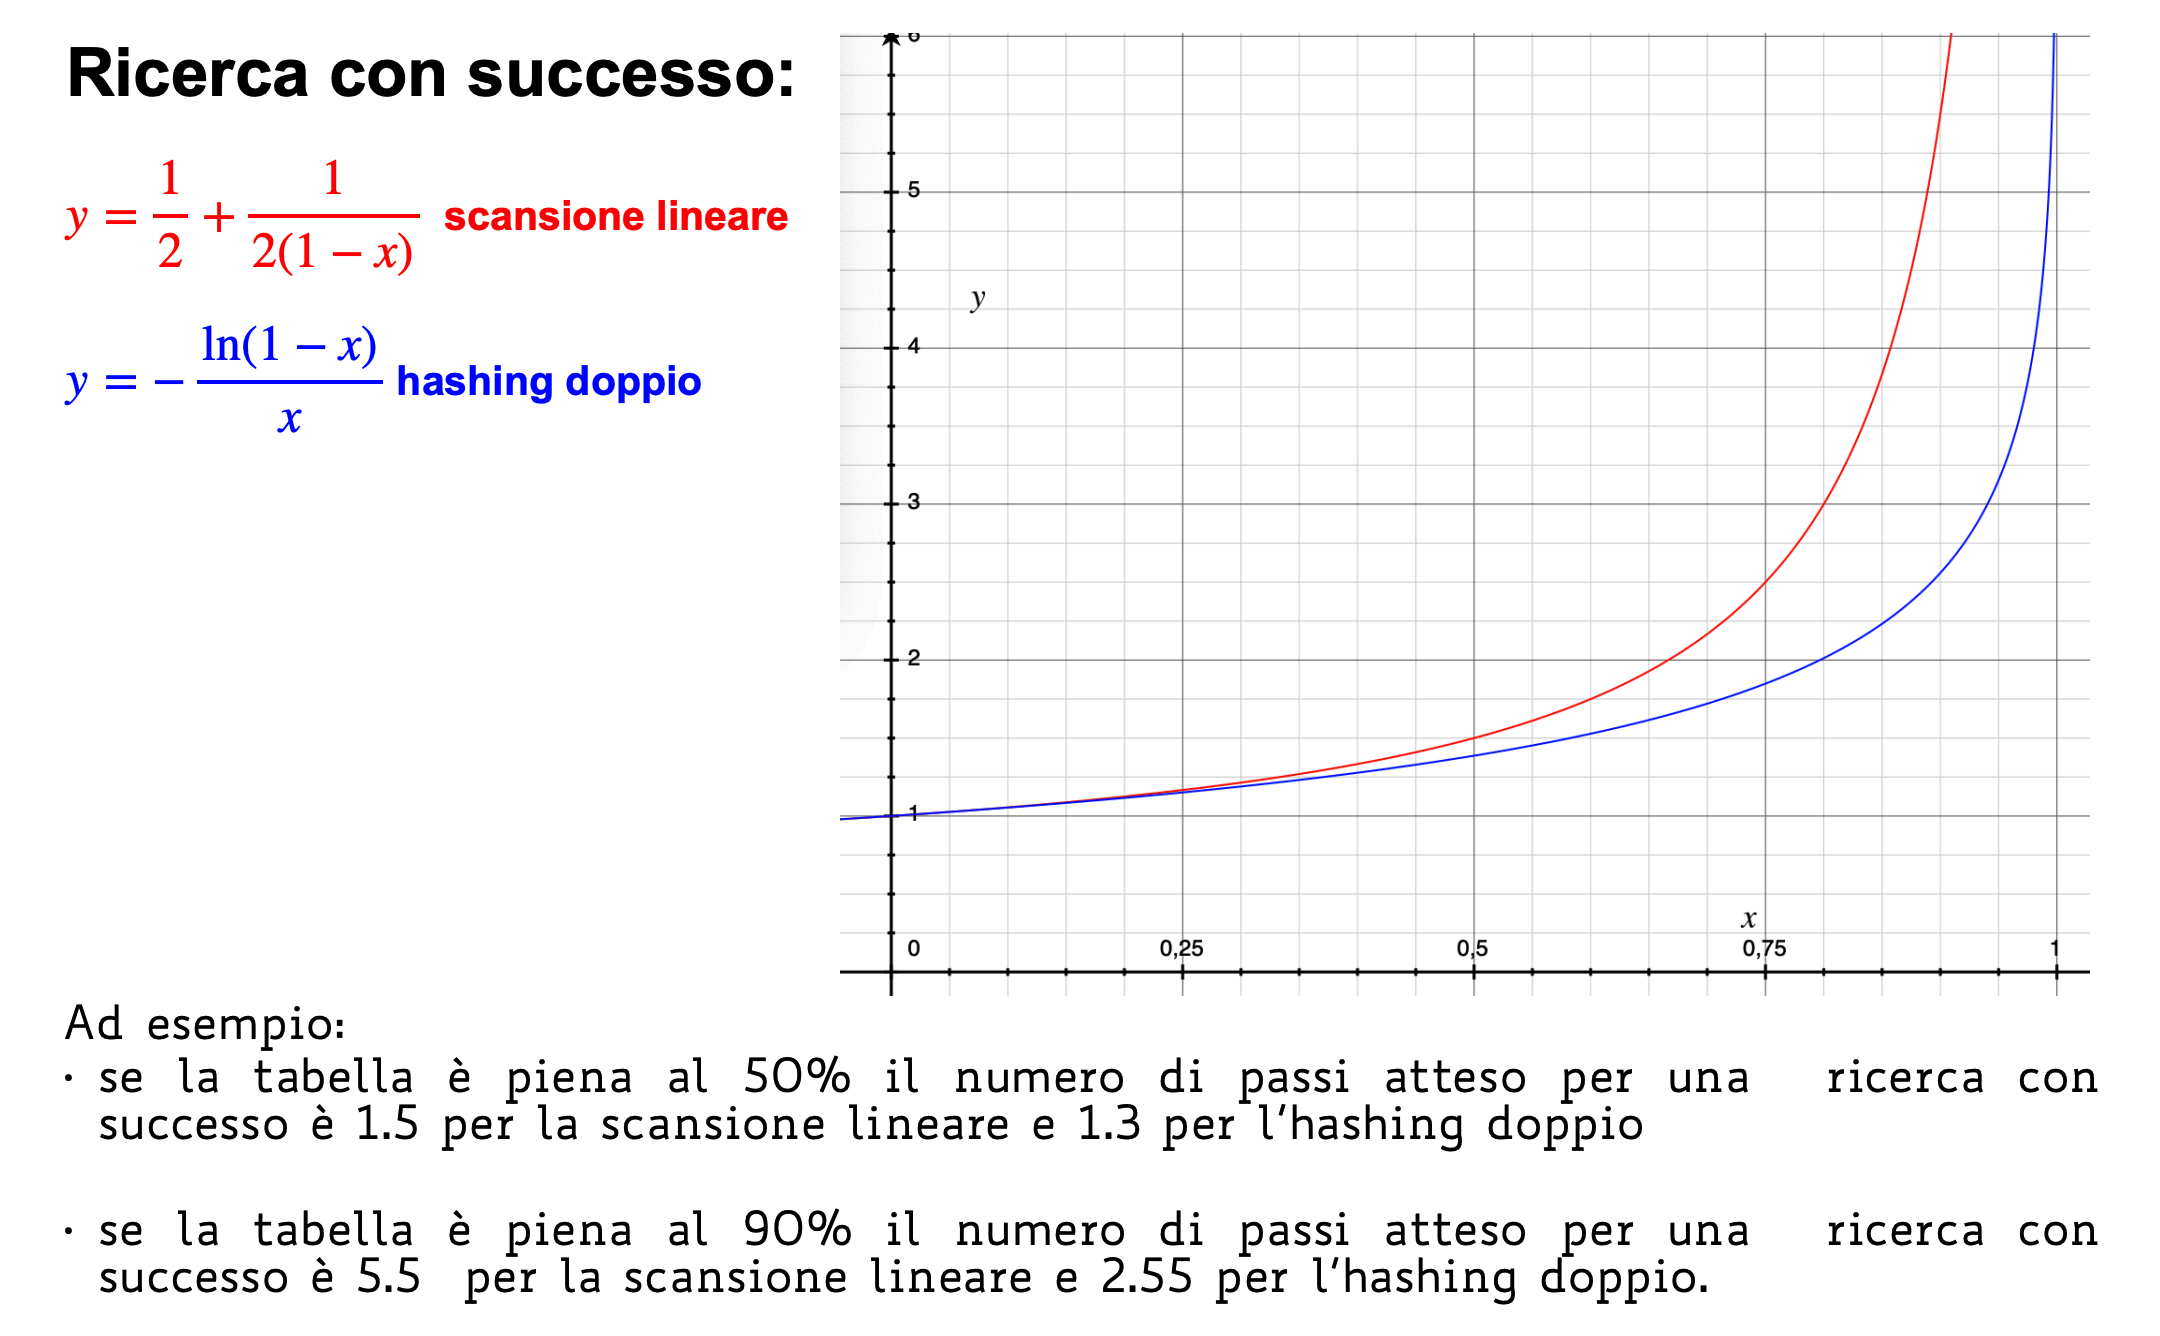 Ricerca con successo:
y = 1/2 + 1/(2(1 − x)) scansione lineare
y = − ln(1 − x)/x hashing doppio
6
5
y
4
3
2
1
x
0 0,25 0,5 0,75 1
Ad esempio:
· se la tabella è piena al 50% il numero di passi atteso per una ricerca con
successo è 1.5 per la scansione lineare e 1.3 per l'hashing doppio
· se la tabella è piena al 90% il numero di passi atteso per una ricerca con
successo è 5.5 per la scansione lineare e 2.55 per l'hashing doppio.